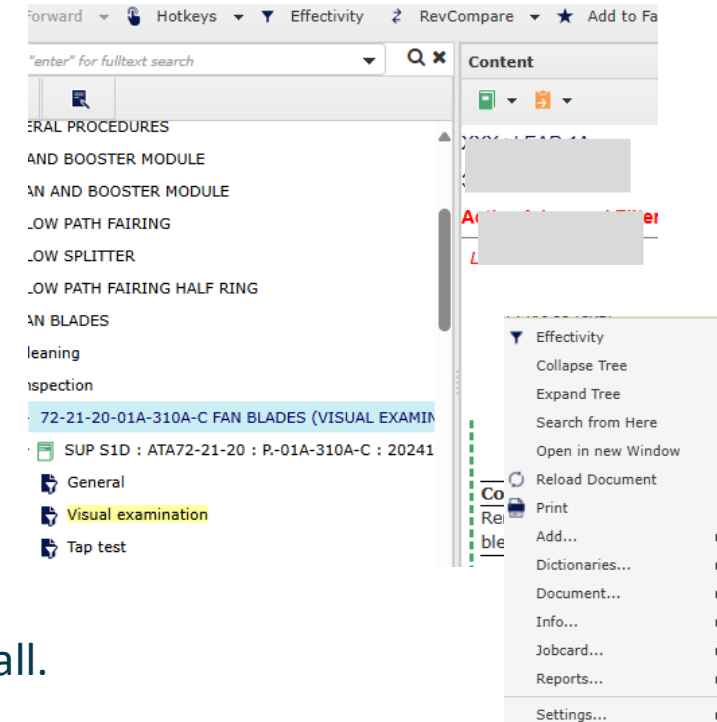 Forward Hotkeys Effectivity RevCompare Add to Fa
"enter" for fulltext search
Content
ERAL PROCEDURES
AND BOOSTER MODULE
AN AND BOOSTER MODULE
LOW PATH FAIRING
LOW SPLITTER
LOW PATH FAIRING HALF RING
AN BLADES
leaning
nspection
72-21-20-01A-310A-C FAN BLADES (VISUAL EXAMIN
SUP S1D : ATA72-21-20 : P.-01A-310A-C : 20241
General
Visual examination
Tap test
Effectivity
Collapse Tree
Expand Tree
Search from Here
Open in new Window
Reload Document
Co
Print
Re
Add...
ble
Dictionaries...
Document...
Info...
Jobcard...
Reports...
Settings...
all.